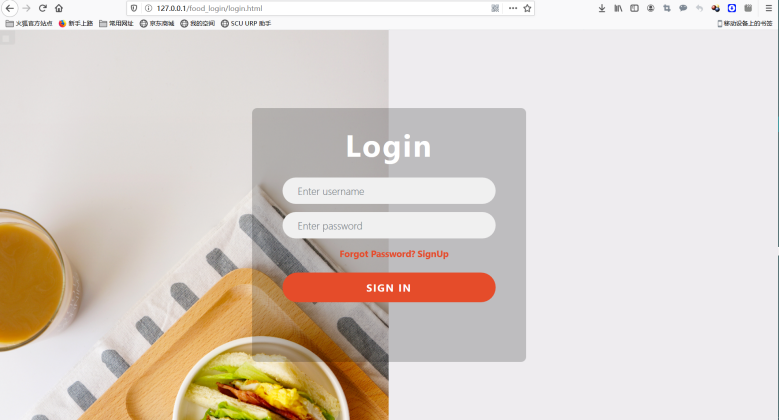 127.0.0.1/food_login/login.html
火狐官方站点 新手上路 常用网址 京东商城 我的空间 SCU URP 助手 移动设备上的书签
Login
Enter username
Enter password
Forgot Password? SignUp
SIGN IN